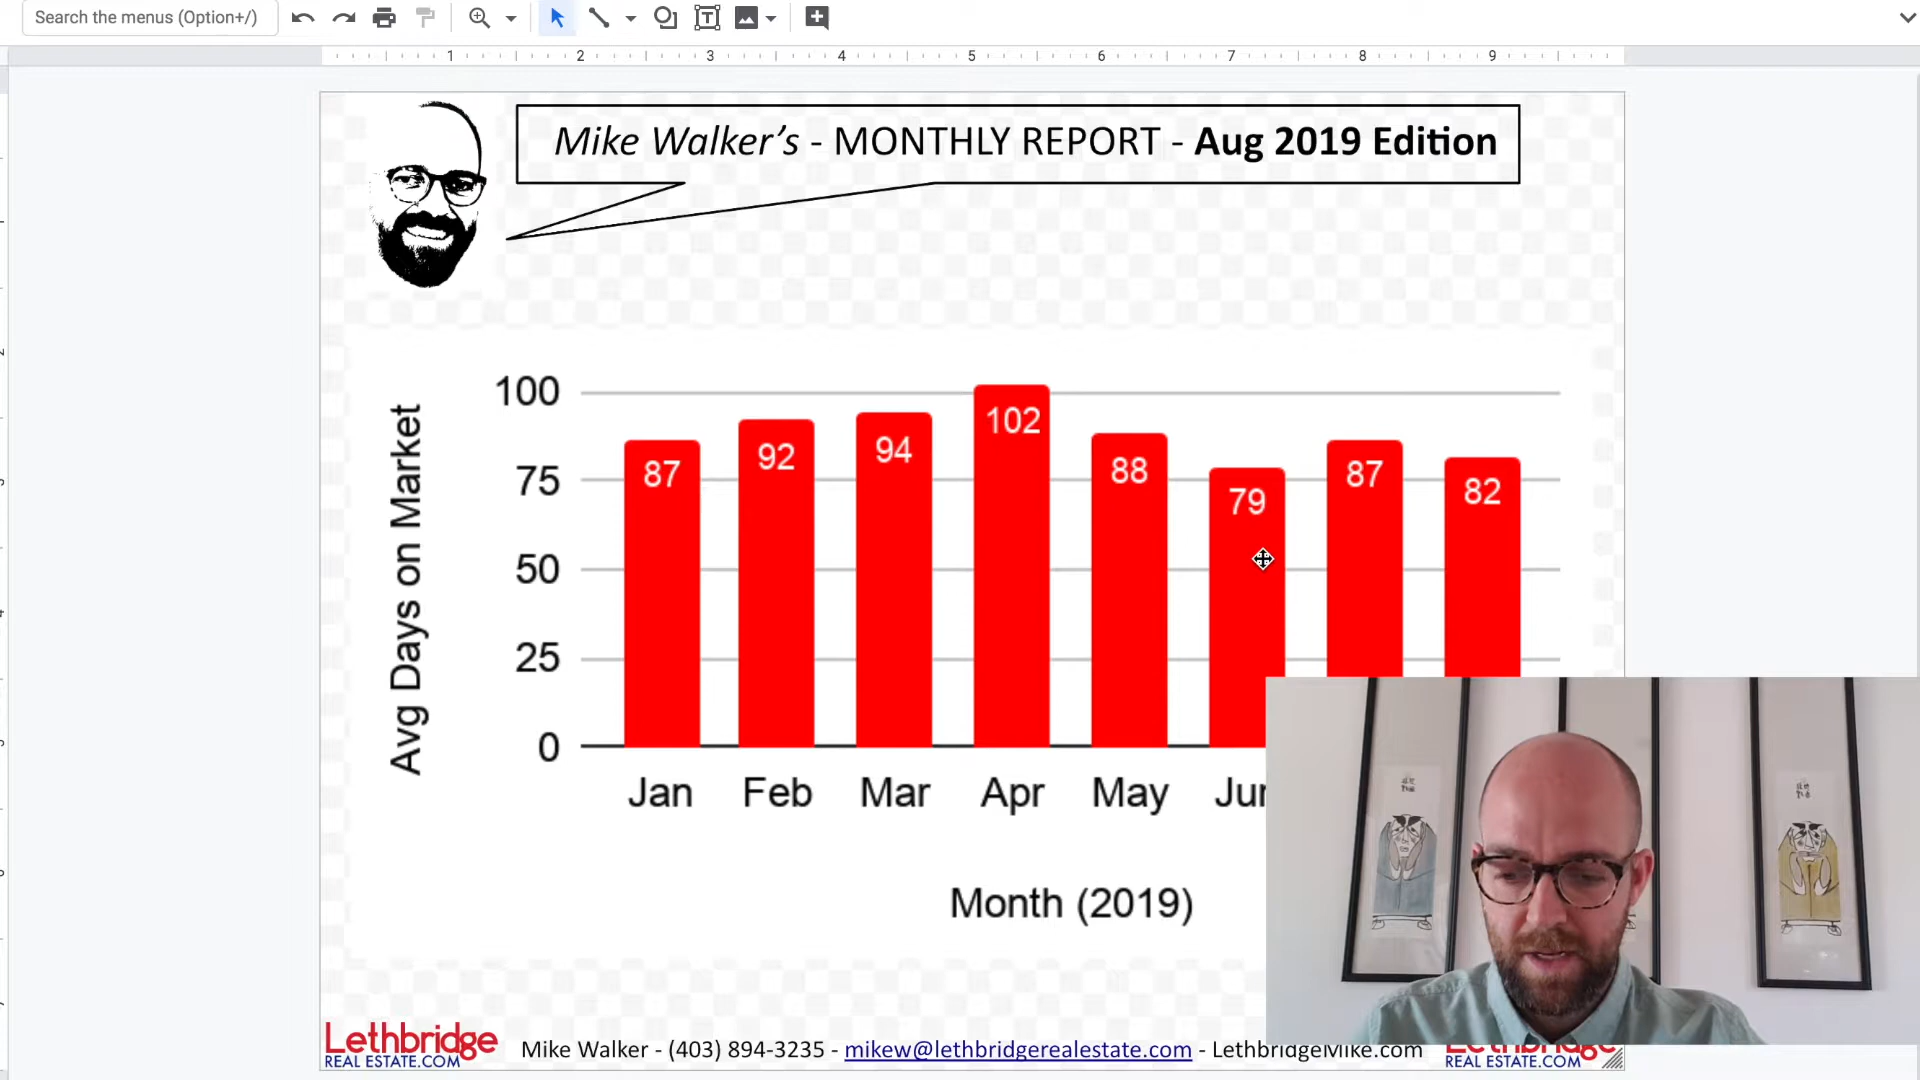 Search the menus (Option+/)
1 2 3 4 5 6 7 8 9
Mike Walker's - MONTHLY REPORT - Aug 2019 Edition
Avg Days on Market
100
75
50
25
0
87 92 94 102 88 79 87 82
Jan Feb Mar Apr May
Month (2019)
Lethbridge
REAL ESTATE.COM
Mike Walker - (403) 894-3235 - mikew@lethbridgerealestate.com - LethbridgeMike.com
Lethbridge
REAL ESTATE.COM